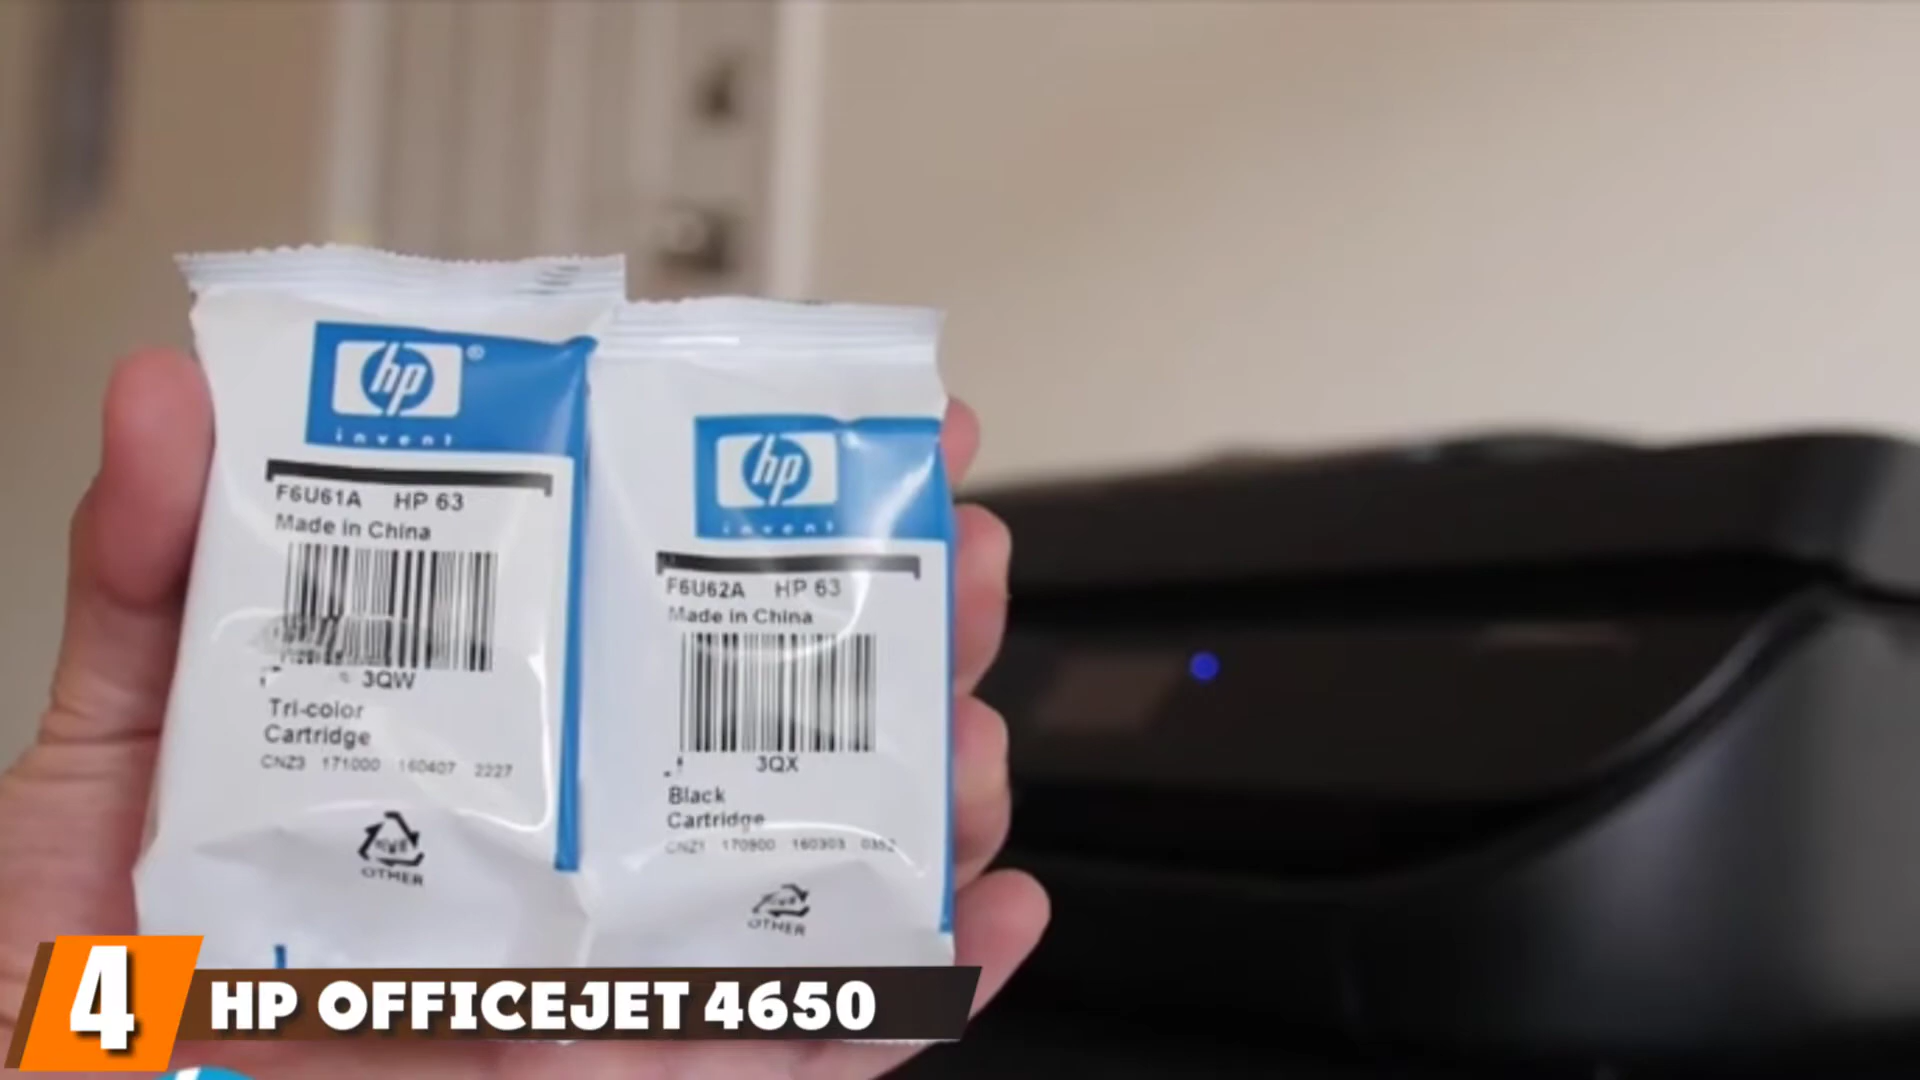 hp®
invent
F6U61A HP 63
Made in China
3QW
Tri-color
Cartridge
CNZ3 171000 160407 2227
OTHER
hp
invent
F6U62A HP 63
Made in China
3QX
Black
Cartridge
CNZ1 170900 160303
OTHER
4
HP OFFICEJET 4650